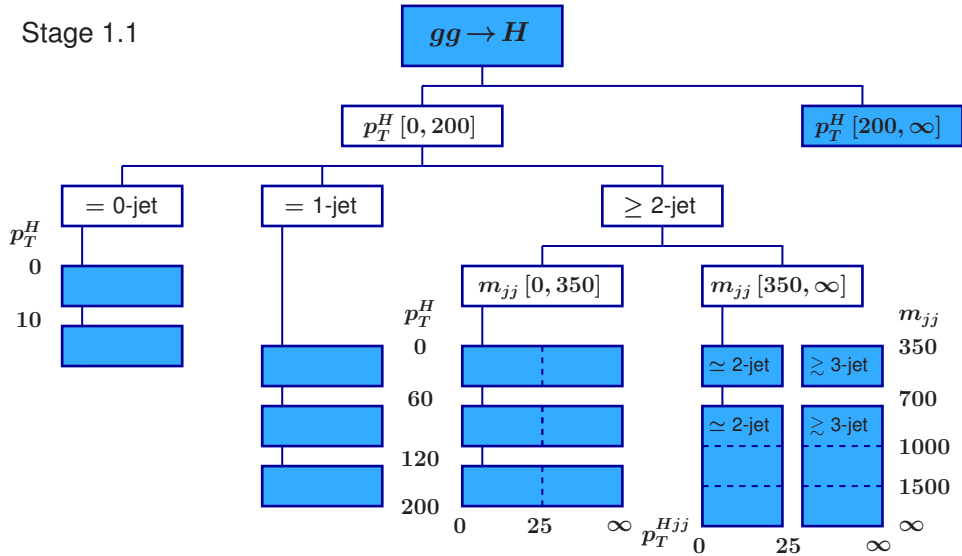 Stage 1.1
gg → H
p_T^H [0, 200]
p_T^H [200, ∞]
= 0-jet
= 1-jet
≥ 2-jet
p_T^H
0
10
m_jj [0, 350]
m_jj [350, ∞]
p_T^H
0
60
120
200
m_jj
350
700
1000
1500
∞
≃ 2-jet
≳ 3-jet
≃ 2-jet
≳ 3-jet
0 25 ∞
p_T^Hjj 0 25 ∞